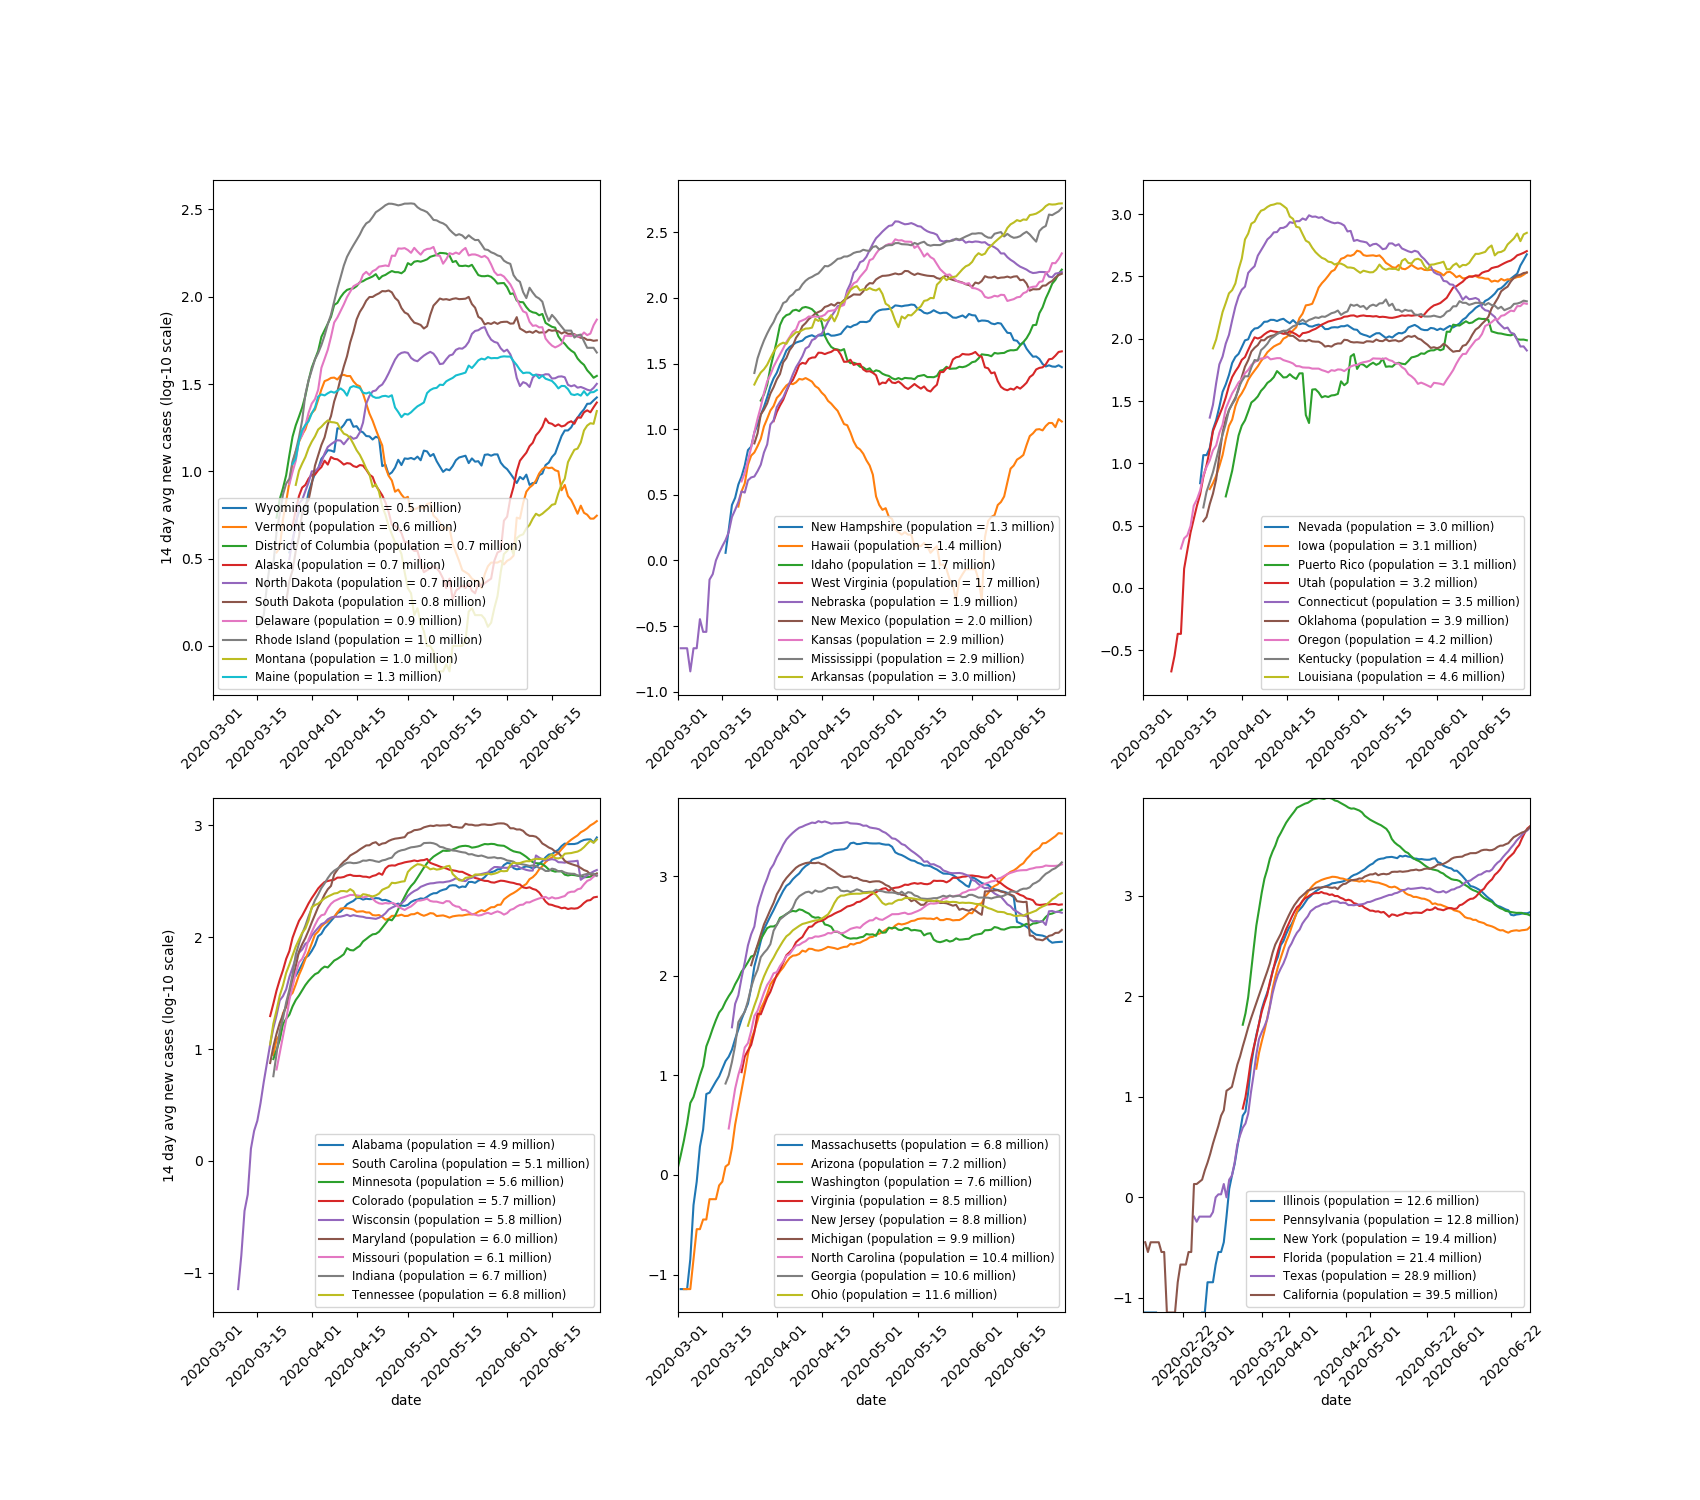 14 day avg new cases (log-10 scale)
2.5
2.0
1.5
1.0
0.5
0.0
Wyoming (population = 0.5 million)
Vermont (population = 0.6 million)
District of Columbia (population = 0.7 million)
Alaska (population = 0.7 million)
North Dakota (population = 0.7 million)
South Dakota (population = 0.8 million)
Delaware (population = 0.9 million)
Rhode Island (population = 1.0 million)
Montana (population = 1.0 million)
Maine (population = 1.3 million)
2020-03-01
2020-03-15
2020-04-01
2020-04-15
2020-05-01
2020-05-15
2020-06-01
2020-06-15
2.5
2.0
1.5
1.0
0.5
0.0
−0.5
−1.0
New Hampshire (population = 1.3 million)
Hawaii (population = 1.4 million)
Idaho (population = 1.7 million)
West Virginia (population = 1.7 million)
Nebraska (population = 1.9 million)
New Mexico (population = 2.0 million)
Kansas (population = 2.9 million)
Mississippi (population = 2.9 million)
Arkansas (population = 3.0 million)
2020-03-01
2020-03-15
2020-04-01
2020-04-15
2020-05-01
2020-05-15
2020-06-01
2020-06-15
3.0
2.5
2.0
1.5
1.0
0.5
0.0
−0.5
Nevada (population = 3.0 million)
Iowa (population = 3.1 million)
Puerto Rico (population = 3.1 million)
Utah (population = 3.2 million)
Connecticut (population = 3.5 million)
Oklahoma (population = 3.9 million)
Oregon (population = 4.2 million)
Kentucky (population = 4.4 million)
Louisiana (population = 4.6 million)
2020-03-01
2020-03-15
2020-04-01
2020-04-15
2020-05-01
2020-05-15
2020-06-01
2020-06-15
14 day avg new cases (log-10 scale)
3
2
1
0
−1
Alabama (population = 4.9 million)
South Carolina (population = 5.1 million)
Minnesota (population = 5.6 million)
Colorado (population = 5.7 million)
Wisconsin (population = 5.8 million)
Maryland (population = 6.0 million)
Missouri (population = 6.1 million)
Indiana (population = 6.7 million)
Tennessee (population = 6.8 million)
2020-03-01
2020-03-15
2020-04-01
2020-04-15
2020-05-01
2020-05-15
2020-06-01
2020-06-15
date
3
2
1
0
−1
Massachusetts (population = 6.8 million)
Arizona (population = 7.2 million)
Washington (population = 7.6 million)
Virginia (population = 8.5 million)
New Jersey (population = 8.8 million)
Michigan (population = 9.9 million)
North Carolina (population = 10.4 million)
Georgia (population = 10.6 million)
Ohio (population = 11.6 million)
2020-03-01
2020-03-15
2020-04-01
2020-04-15
2020-05-01
2020-05-15
2020-06-01
2020-06-15
date
3
2
1
0
−1
Illinois (population = 12.6 million)
Pennsylvania (population = 12.8 million)
New York (population = 19.4 million)
Florida (population = 21.4 million)
Texas (population = 28.9 million)
California (population = 39.5 million)
2020-02-22
2020-03-01
2020-03-22
2020-04-01
2020-04-22
2020-05-01
2020-05-22
2020-06-01
2020-06-22
date